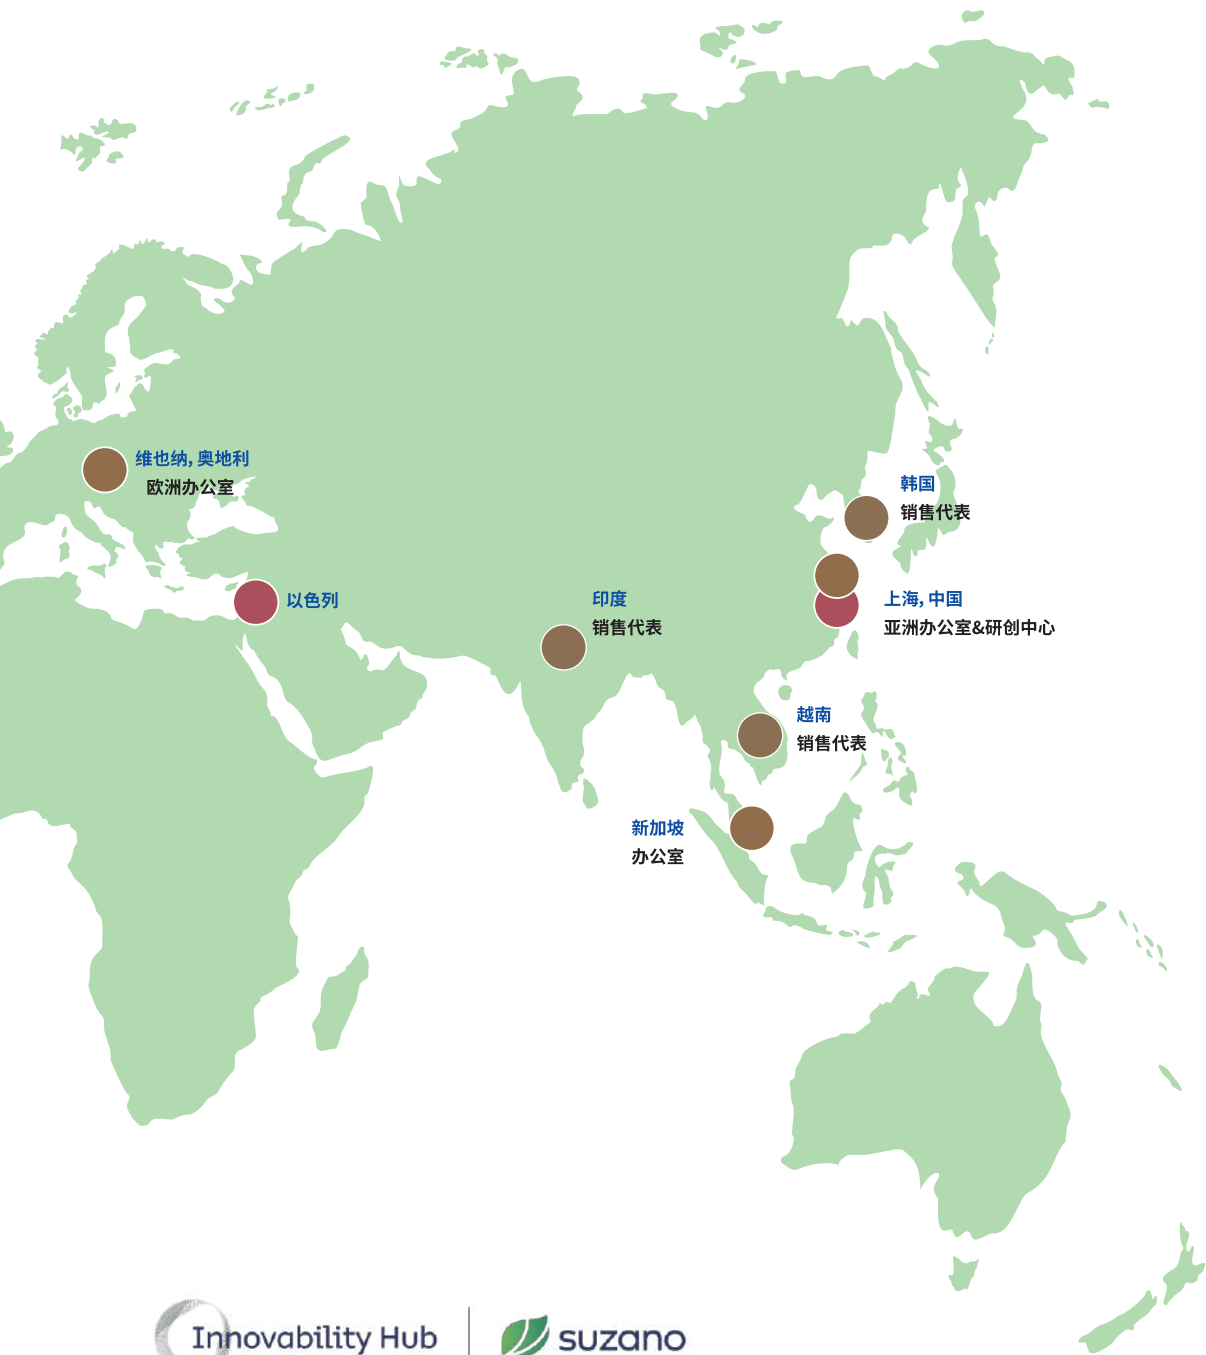 维也纳, 奥地利
欧洲办公室
韩国
销售代表
以色列
印度
销售代表
上海, 中国
亚洲办公室&研创中心
越南
销售代表
新加坡
办公室
Innovability Hub
suzano